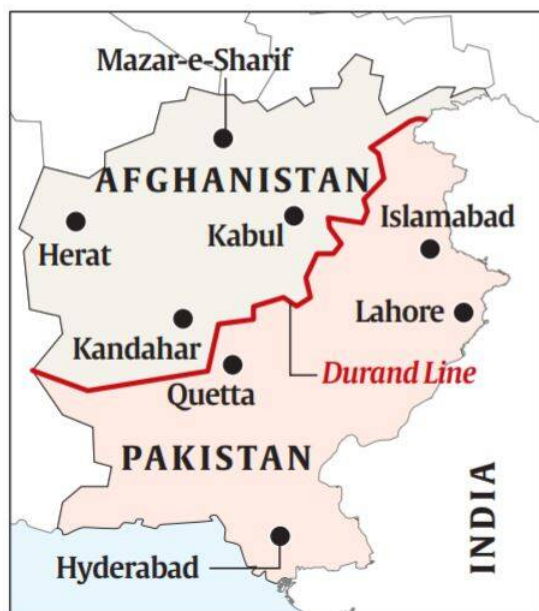 Mazar-e-Sharif
AFGHANISTAN
Islamabad
Kabul
Herat
Lahore
Kandahar
Durand Line
Quetta
PAKISTAN
INDIA
Hyderabad